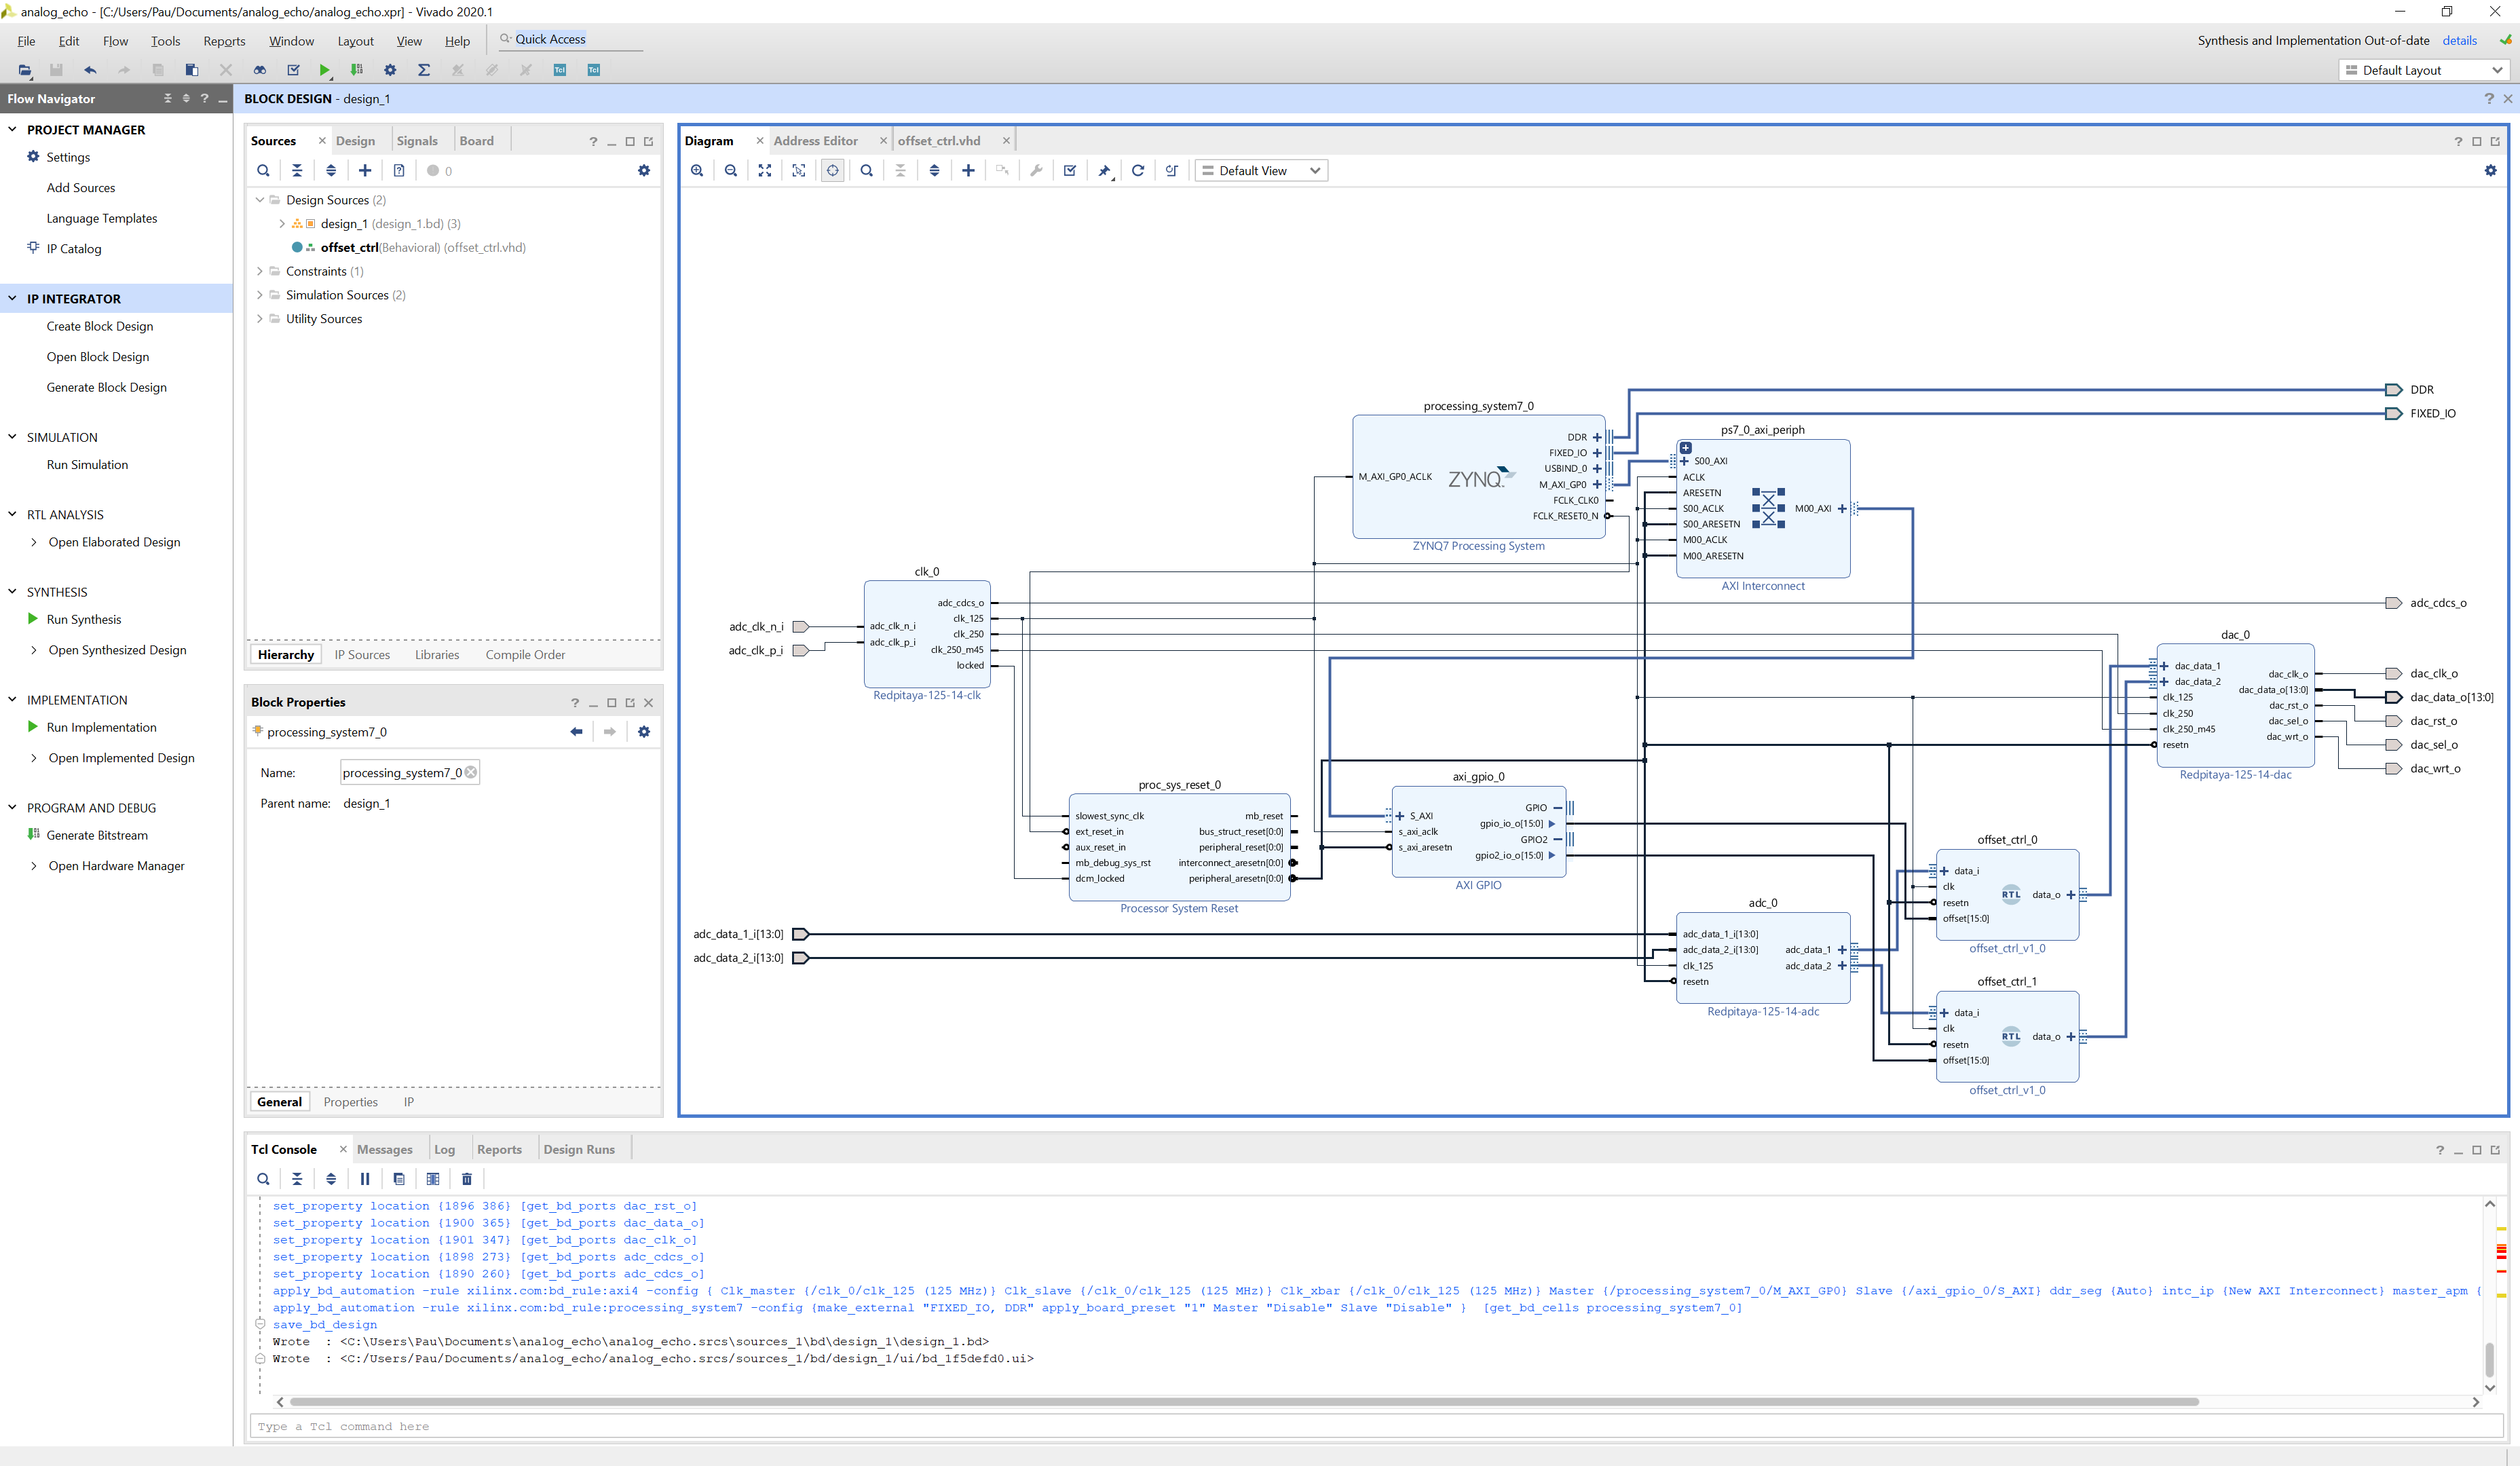 analog_echo - [C:/Users/Pau/Documents/analog_echo/analog_echo.xpr] - Vivado 2020.1
File Edit Flow Tools Reports Window Layout View Help Quick Access
Synthesis and Implementation Out-of-date details
Default Layout
Flow Navigator
PROJECT MANAGER
Settings
Add Sources
Language Templates
IP Catalog
IP INTEGRATOR
Create Block Design
Open Block Design
Generate Block Design
SIMULATION
Run Simulation
RTL ANALYSIS
Open Elaborated Design
SYNTHESIS
Run Synthesis
Open Synthesized Design
IMPLEMENTATION
Run Implementation
Open Implemented Design
PROGRAM AND DEBUG
Generate Bitstream
Open Hardware Manager
BLOCK DESIGN - design_1
Sources Design Signals Board
0
Design Sources (2)
design_1 (design_1.bd) (3)
offset_ctrl(Behavioral) (offset_ctrl.vhd)
Constraints (1)
Simulation Sources (2)
Utility Sources
Hierarchy IP Sources Libraries Compile Order
Block Properties
processing_system7_0
Name: processing_system7_0
Parent name: design_1
General Properties IP
Diagram Address Editor offset_ctrl.vhd
Default View
DDR
FIXED_IO
processing_system7_0
M_AXI_GP0_ACLK
ZYNQ
DDR
FIXED_IO
USBIND_0
M_AXI_GP0
FCLK_CLK0
FCLK_RESET0_N
ZYNQ7 Processing System
ps7_0_axi_periph
S00_AXI
ACLK
ARESETN
S00_ACLK
S00_ARESETN
M00_ACLK
M00_ARESETN
M00_AXI
AXI Interconnect
adc_clk_n_i
adc_clk_p_i
clk_0
adc_clk_n_i
adc_clk_p_i
adc_cdcs_o
clk_125
clk_250
clk_250_m45
locked
Redpitaya-125-14-clk
adc_cdcs_o
dac_0
dac_data_1
dac_data_2
clk_125
clk_250
clk_250_m45
resetn
dac_clk_o
dac_data_o[13:0]
dac_rst_o
dac_sel_o
dac_wrt_o
Redpitaya-125-14-dac
dac_clk_o
dac_data_o[13:0]
dac_rst_o
dac_sel_o
dac_wrt_o
proc_sys_reset_0
slowest_sync_clk
ext_reset_in
aux_reset_in
mb_debug_sys_rst
dcm_locked
mb_reset
bus_struct_reset[0:0]
peripheral_reset[0:0]
interconnect_aresetn[0:0]
peripheral_aresetn[0:0]
Processor System Reset
axi_gpio_0
S_AXI
s_axi_aclk
s_axi_aresetn
GPIO
gpio_io_o[15:0]
GPIO2
gpio2_io_o[15:0]
AXI GPIO
adc_data_1_i[13:0]
adc_data_2_i[13:0]
adc_0
adc_data_1_i[13:0]
adc_data_2_i[13:0]
clk_125
resetn
adc_data_1
adc_data_2
Redpitaya-125-14-adc
offset_ctrl_0
data_i
clk
resetn
offset[15:0]
RTL
data_o
offset_ctrl_v1_0
offset_ctrl_1
data_i
clk
resetn
offset[15:0]
RTL
data_o
offset_ctrl_v1_0
Tcl Console Messages Log Reports Design Runs
set_property location {1896 386} [get_bd_ports dac_rst_o]
set_property location {1900 365} [get_bd_ports dac_data_o]
set_property location {1901 347} [get_bd_ports dac_clk_o]
set_property location {1898 273} [get_bd_ports adc_cdcs_o]
set_property location {1890 260} [get_bd_ports adc_cdcs_o]
apply_bd_automation -rule xilinx.com:bd_rule:axi4 -config { Clk_master {/clk_0/clk_125 (125 MHz)} Clk_slave {/clk_0/clk_125 (125 MHz)} Clk_xbar {/clk_0/clk_125 (125 MHz)} Master {/processing_system7_0/M_AXI_GP0} Slave {/axi_gpio_0/S_AXI} ddr_seg {Auto} intc_ip {New AXI Interconnect} master_apm {
apply_bd_automation -rule xilinx.com:bd_rule:processing_system7 -config {make_external "FIXED_IO, DDR" apply_board_preset "1" Master "Disable" Slave "Disable" }  [get_bd_cells processing_system7_0]
save_bd_design
Wrote  : <C:\Users\Pau\Documents\analog_echo\analog_echo.srcs\sources_1\bd\design_1\design_1.bd>
Wrote  : <C:/Users/Pau/Documents/analog_echo/analog_echo.srcs/sources_1/bd/design_1/ui/bd_1f5defd0.ui>
Type a Tcl command here